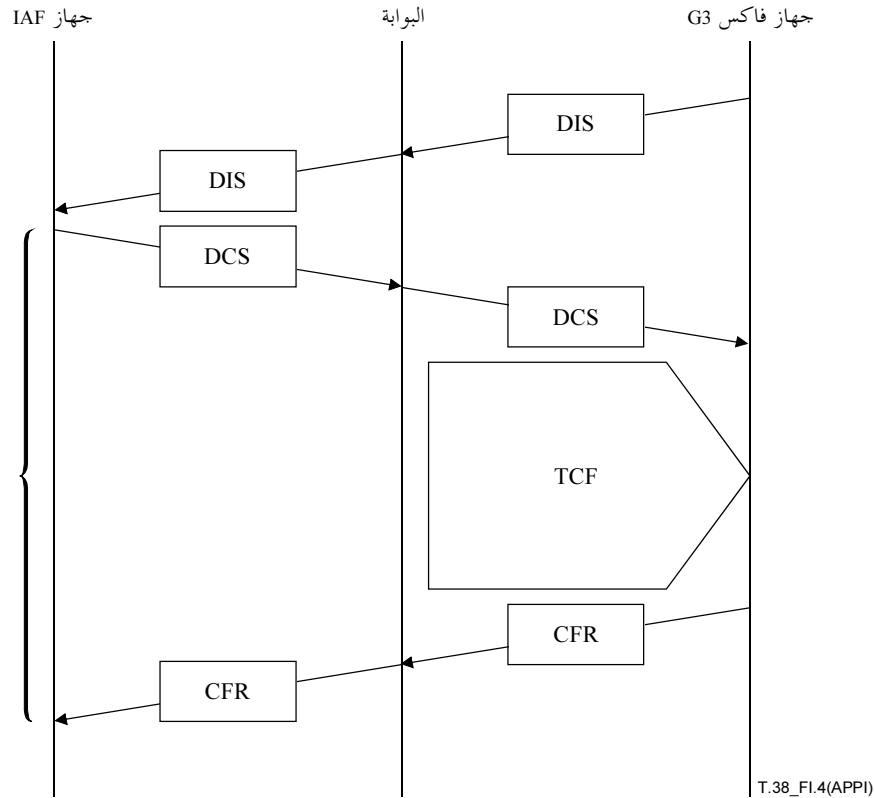 جهاز فاكس G3
البوابة
جهاز IAF
DIS
DIS
DCS
DCS
TCF
CFR
CFR
T.38_FI.4(APPI)